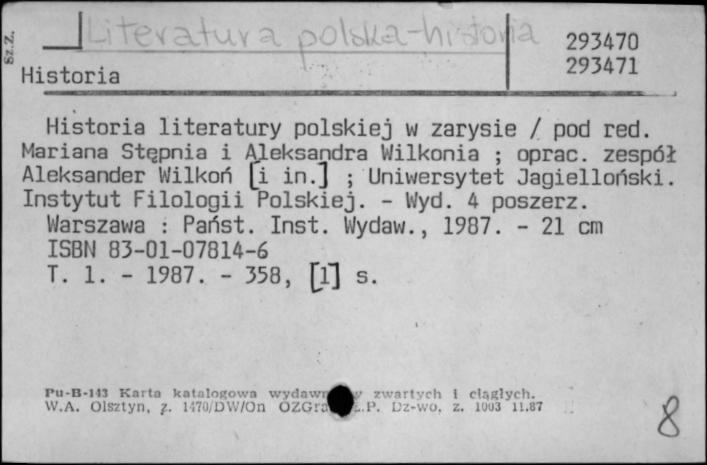 Literatura polska-historia
293470
293471
Sz.Z.
Historia
Historia literatury polskiej w zarysie / pod red.
Mariana Stępnia i Aleksandra Wilkonia ; oprac. zespół
Aleksander Wilkoń [i in.] ; Uniwersytet Jagielloński.
Instytut Filologii Polskiej. - Wyd. 4 poszerz.
Warszawa : Państ. Inst. Wydaw., 1987. - 21 cm
ISBN 83-01-07814-6
T. 1. - 1987. - 358, [1] s.
Pu-B-143 Karta katalogowa zwartych i ciągłych.
W.A. Olsztyn, z. 1470/DW/On Dz-wo, z. 1003 11.87
8